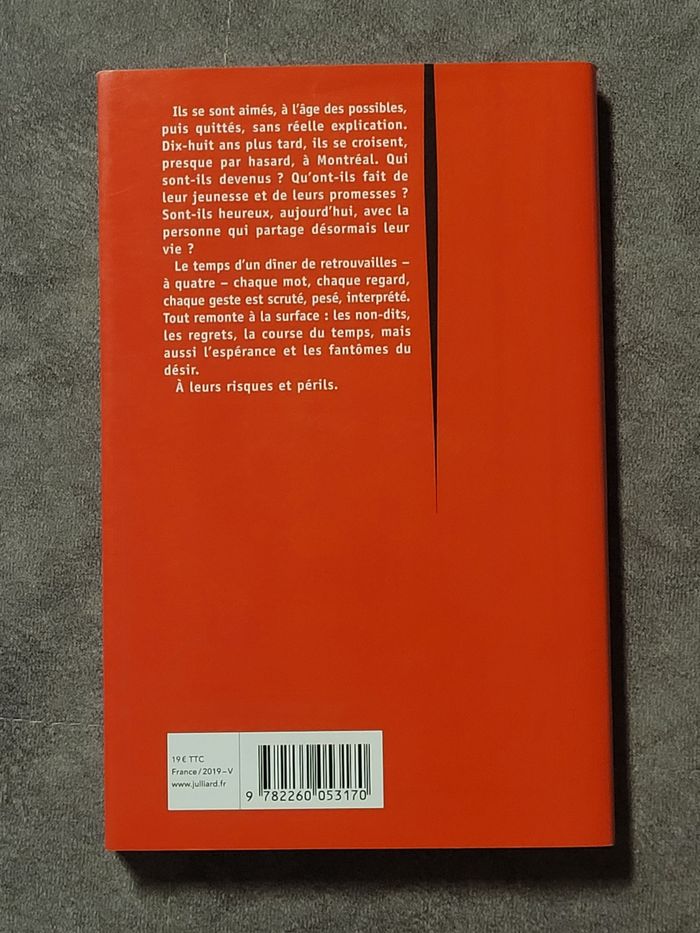 Ils se sont aimés, à l'âge des possibles,
puis quittés, sans réelle explication.
Dix-huit ans plus tard, ils se croisent,
presque par hasard, à Montréal. Qui
sont-ils devenus ? Qu'ont-ils fait de
leur jeunesse et de leurs promesses ?
Sont-ils heureux, aujourd'hui, avec la
personne qui partage désormais leur
vie ?
Le temps d'un dîner de retrouvailles –
à quatre – chaque mot, chaque regard,
chaque geste est scruté, pesé, interprété.
Tout remonte à la surface : les non-dits,
les regrets, la course du temps, mais
aussi l'espérance et les fantômes du
désir.
À leurs risques et périls.
19 € TTC
France / 2019 – V
www.julliard.fr
9 782260 053170